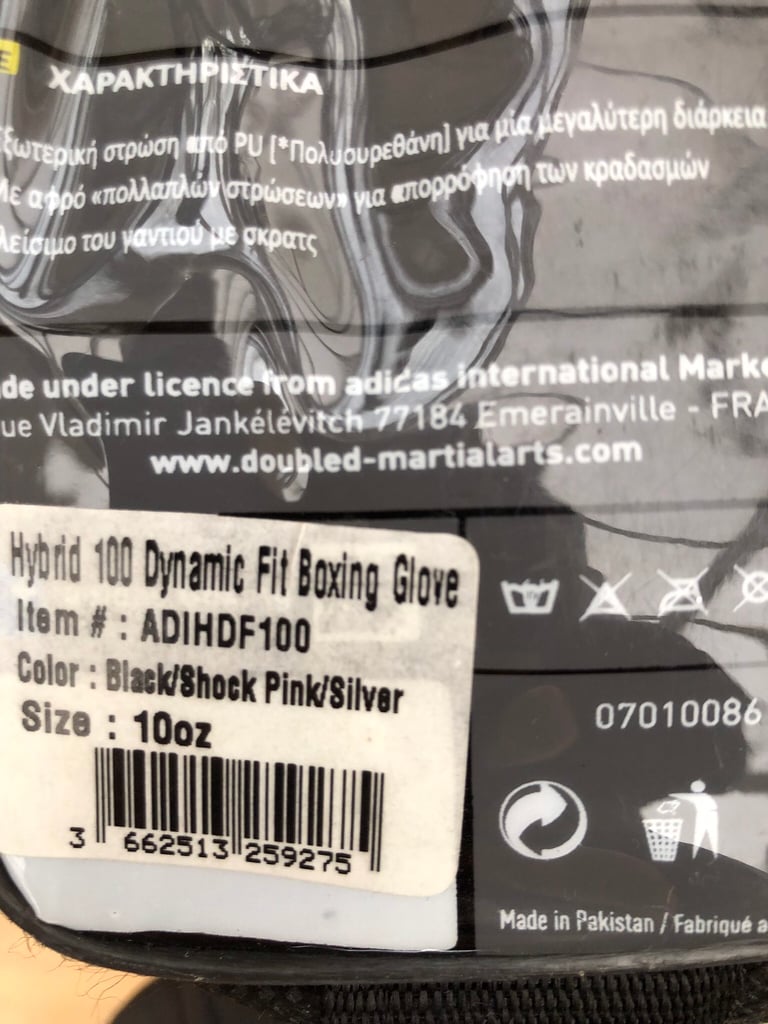 E
ΧΑΡΑΚΤΗΡΙΣΤΙΚΑ
ξωτερική στρώση από PU [*Πολυουρεθάνη] για μία μεγαλύτερη διάρκεια
Με αφρό «πολλαπλών στρώσεων» για απορρόφηση των κραδασμών
λείσιμο του γαντιού με σκρατς
de under licence from adidas international Marke
ue Vladimir Jankélévitch 77184 Emerainville - FRA
www.doubled-martialarts.com
Hybrid 100 Dynamic Fit Boxing Glove
Item # : ADIHDF100
Color : Black/Shock Pink/Silver
Size : 10oz
3 662513 259275
07010086
Made in Pakistan / Fabriqué a